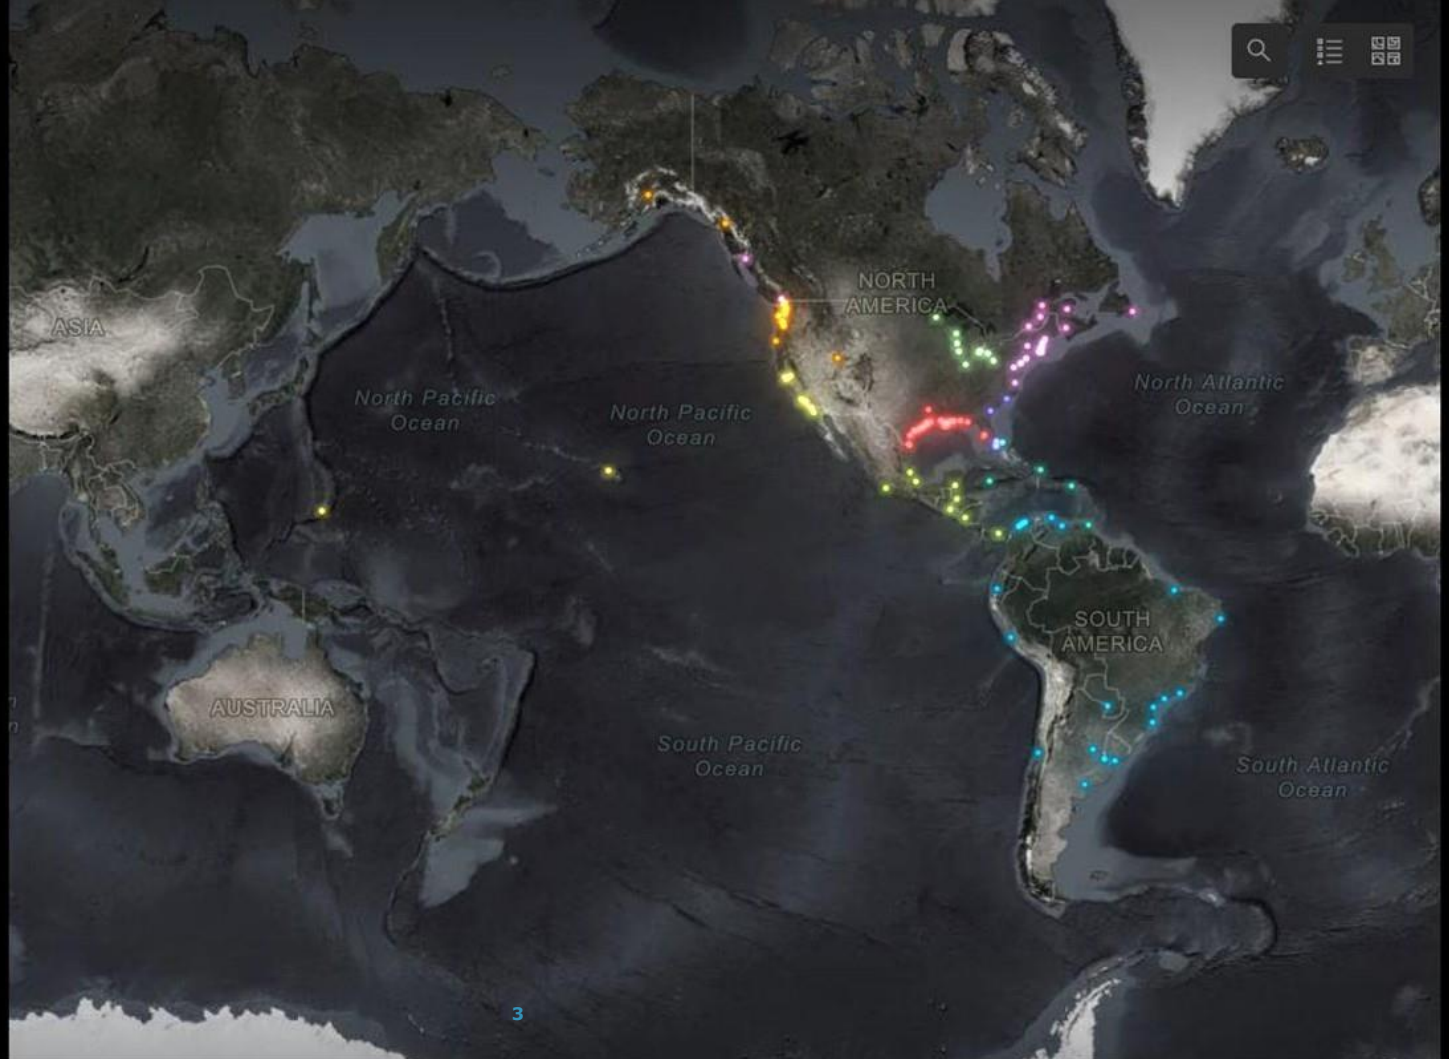 NORTH
AMERICA
ASIA
North Pacific
Ocean
North Pacific
Ocean
North Atlantic
Ocean
SOUTH
AMERICA
AUSTRALIA
n
South Pacific
Ocean
South Atlantic
Ocean
3